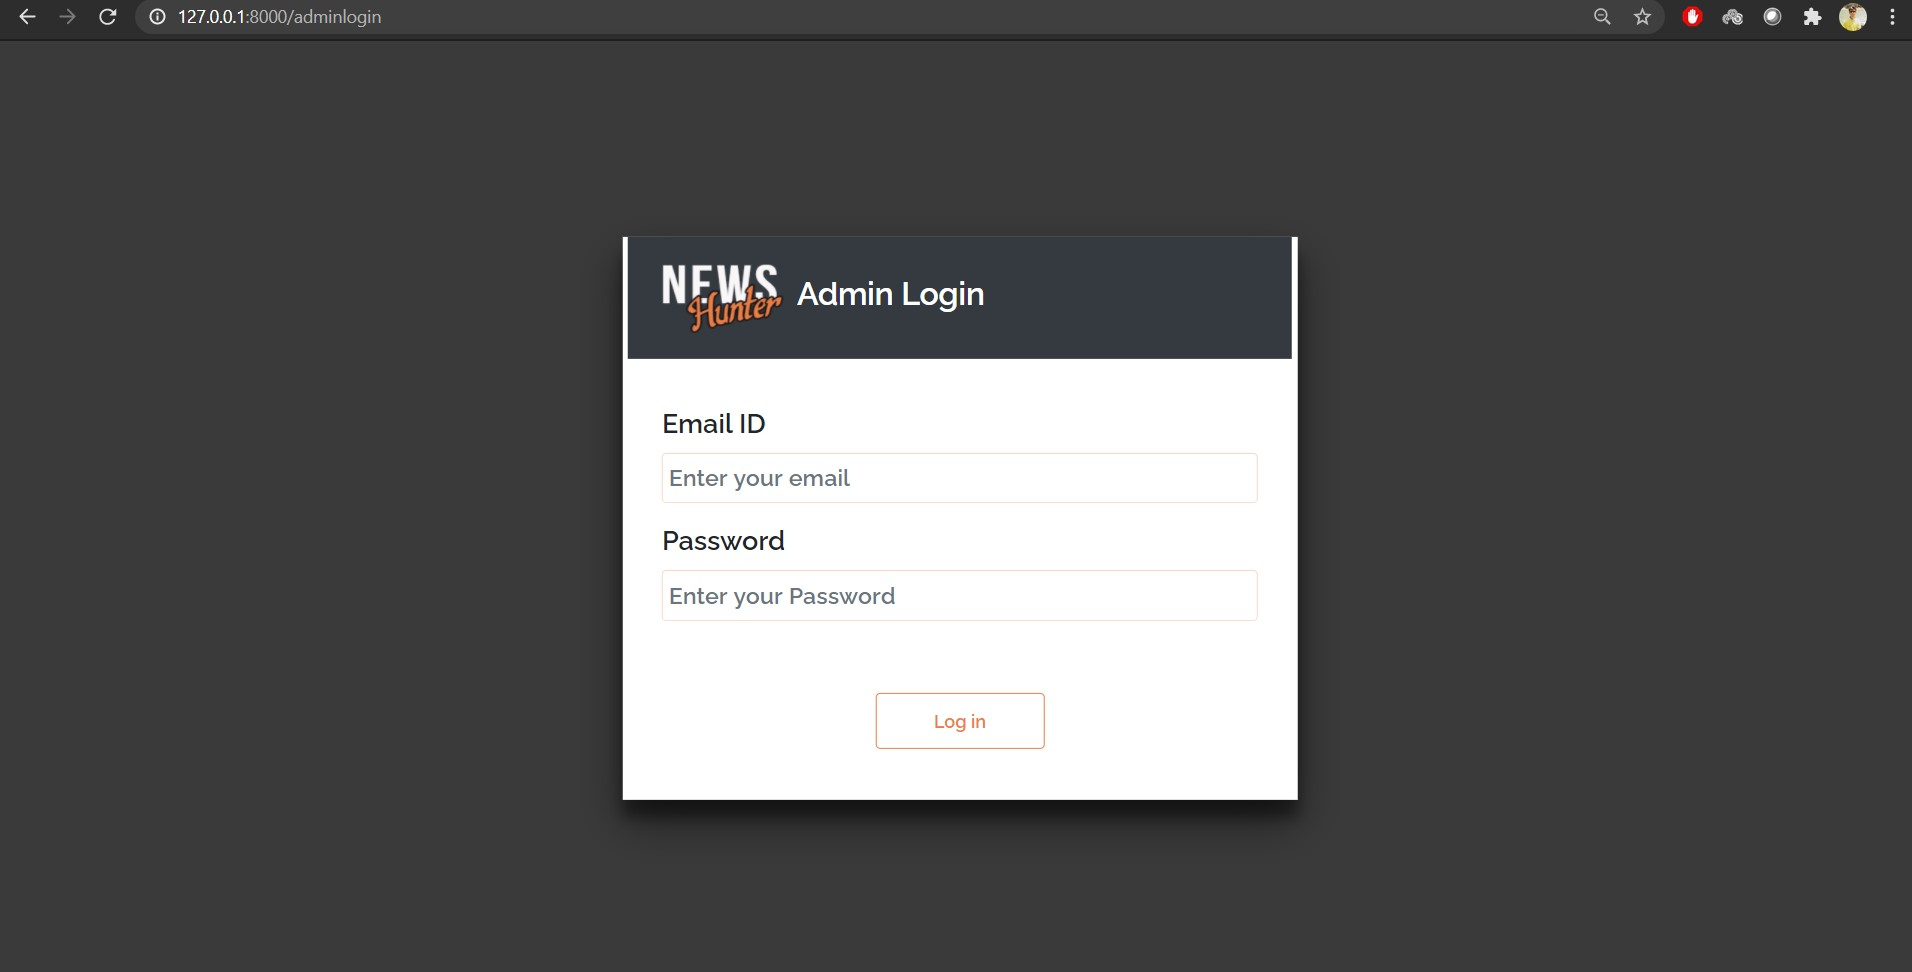 127.0.0.1:8000/adminlogin
NEWS
Hunter
Admin Login
Email ID
Enter your email
Password
Enter your Password
Log in